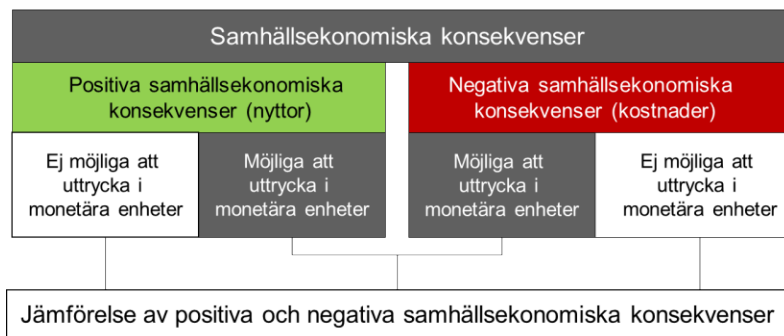 Samhällsekonomiska konsekvenser
Positiva samhällsekonomiska
konsekvenser (nyttor)
Negativa samhällsekonomiska
konsekvenser (kostnader)
Ej möjliga att
uttrycka i
monetära enheter
Möjliga att
uttrycka i
monetära enheter
Möjliga att
uttrycka i
monetära enheter
Ej möjliga att
uttrycka i
monetära enheter
Jämförelse av positiva och negativa samhällsekonomiska konsekvenser